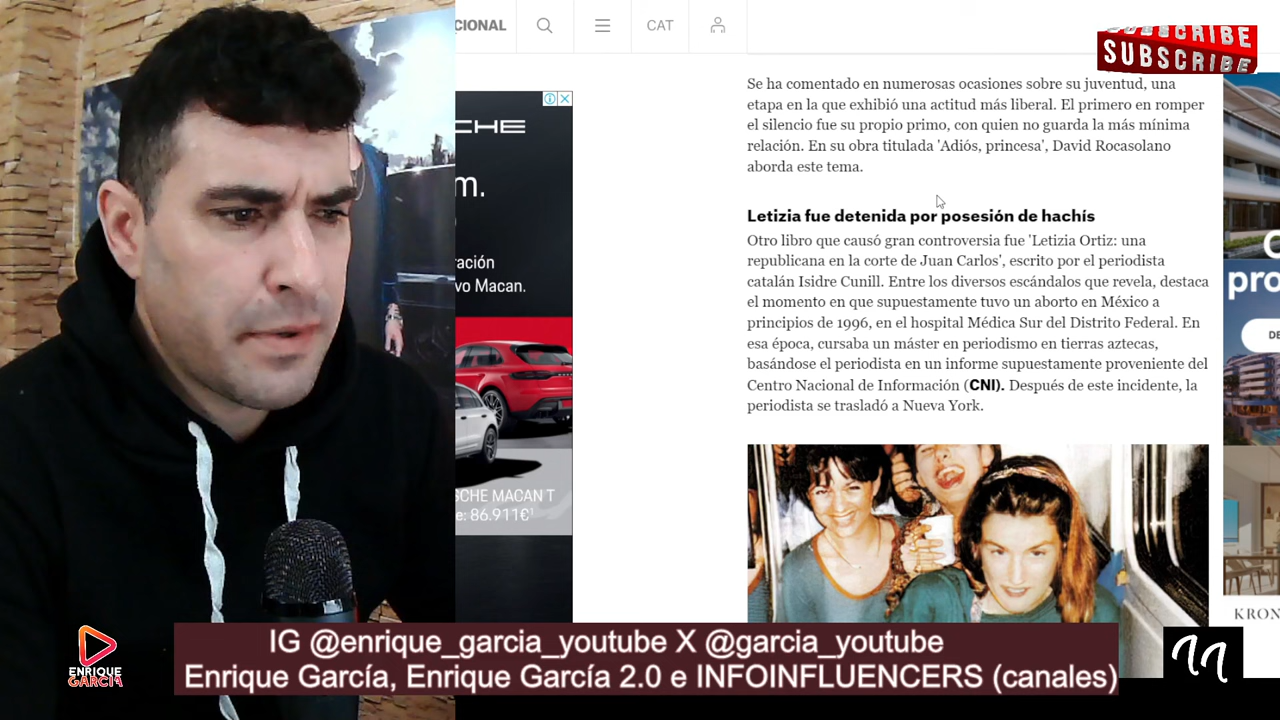 CIONAL
CAT
SUBSCRIBE
SUBSCRIBE
Se ha comentado en numerosas ocasiones sobre su juventud, una
etapa en la que exhibió una actitud más liberal. El primero en romper
el silencio fue su propio primo, con quien no guarda la más mínima
relación. En su obra titulada 'Adiós, princesa', David Rocasolano
aborda este tema.
Letizia fue detenida por posesión de hachís
Otro libro que causó gran controversia fue 'Letizia Ortiz: una
republicana en la corte de Juan Carlos', escrito por el periodista
catalán Isidre Cunill. Entre los diversos escándalos que revela, destaca
el momento en que supuestamente tuvo un aborto en México a
principios de 1996, en el hospital Médica Sur del Distrito Federal. En
esa época, cursaba un máster en periodismo en tierras aztecas,
basándose el periodista en un informe supuestamente proveniente del
Centro Nacional de Información (CNI). Después de este incidente, la
periodista se trasladó a Nueva York.
CHE
m.
ración
vo Macan.
SCHE MACAN T
e: 86.911€
pro
DE
KRON
ENRIQUE
GARCÍA
IG @enrique_garcia_youtube X @garcia_youtube
Enrique García, Enrique García 2.0 e INFOINFLUENCERS (canales)